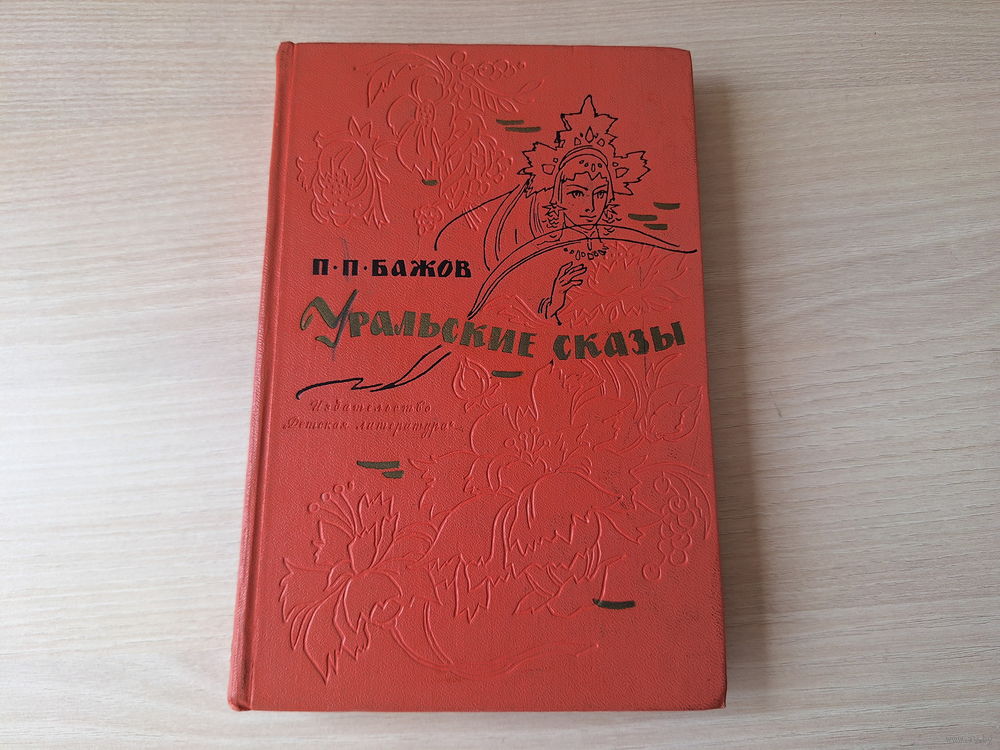 П·П·БАЖОВ
УРАЛЬСКИЕ СКАЗЫ
Издательство
„Детская литература“